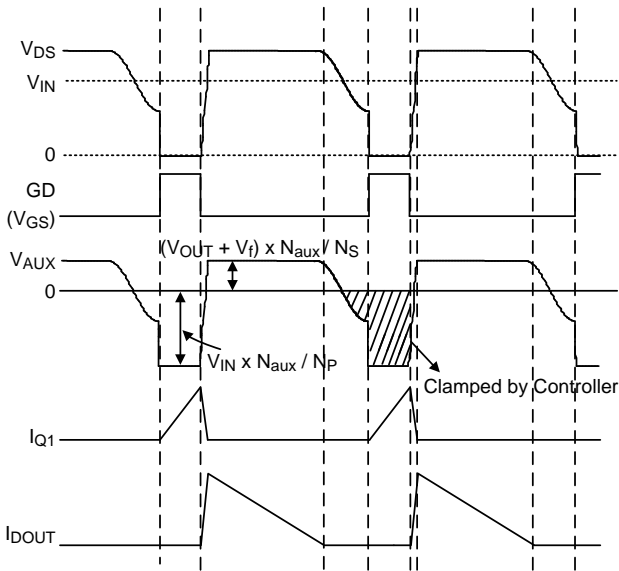 VDS
VIN
0
GD
(VGS)
(VOUT + Vf) x Naux / NS
VAUX
0
VIN x Naux / NP
Clamped by Controller
IQ1
IDOUT